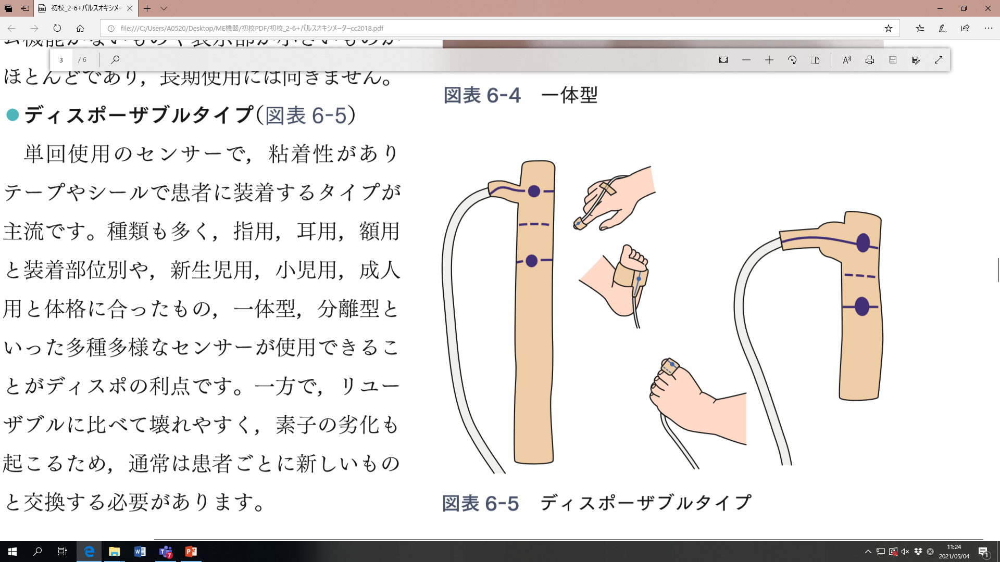 初校_2-6+パルスオキシメｰ
file:///C:/Users/A0520/Desktop/ME機器/初校PDF/初校_2-6+パルスオキシメｰターcc2018.pdf
3 / 6
ほとんどであり，長期使用には向きません。
図表 6-4 一体型
● ディスポーザブルタイプ（図表 6-5）
単回使用のセンサーで，粘着性があり
テープやシールで患者に装着するタイプが
主流です。種類も多く，指用，耳用，額用
と装着部位別や，新生児用，小児用，成人
用と体格に合ったもの，一体型，分離型と
いった多種多様なセンサーが使用できるこ
とがディスポの利点です。一方で，リユー
ザブルに比べて壊れやすく，素子の劣化も
起こるため，通常は患者ごとに新しいもの
と交換する必要があります。
図表 6-5 ディスポーザブルタイプ
7
11:24
2021/05/04
1